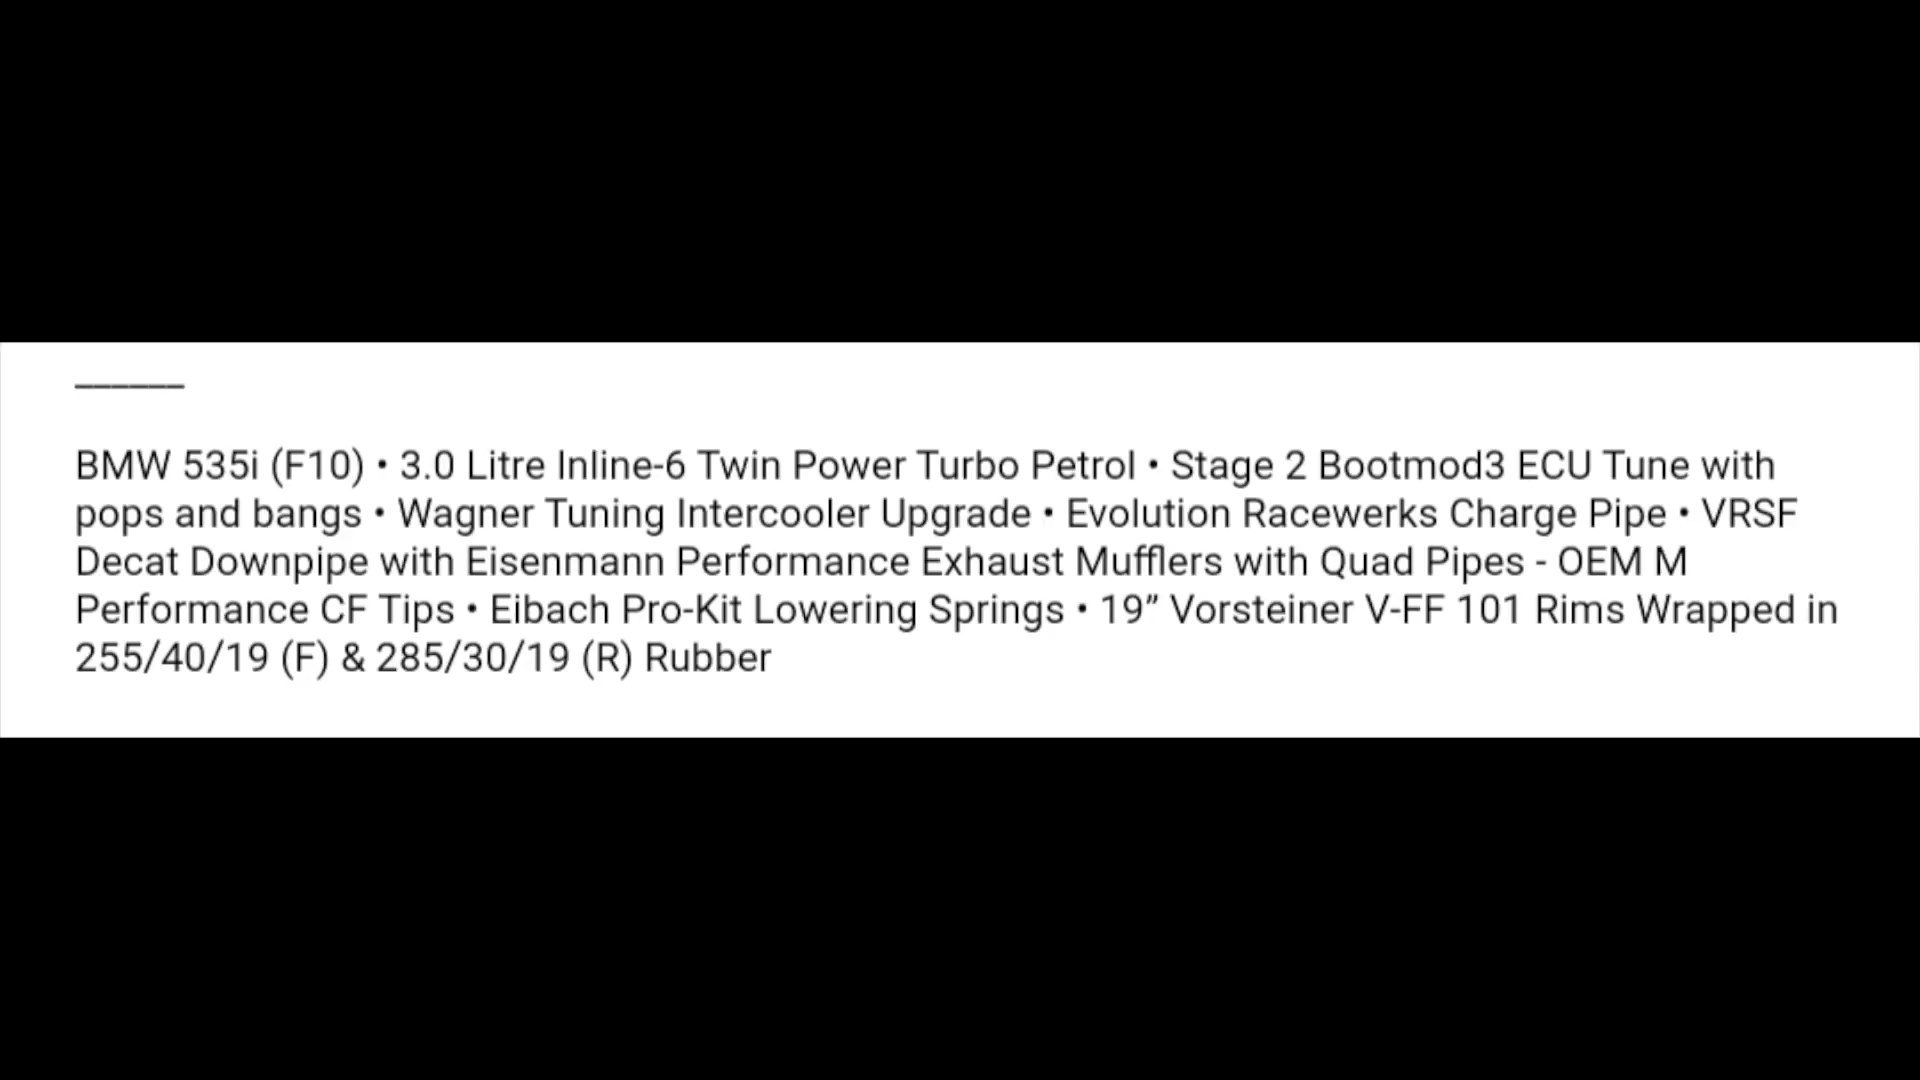 ______
BMW 535i (F10) • 3.0 Litre Inline-6 Twin Power Turbo Petrol • Stage 2 Bootmod3 ECU Tune with
pops and bangs • Wagner Tuning Intercooler Upgrade • Evolution Racewerks Charge Pipe • VRSF
Decat Downpipe with Eisenmann Performance Exhaust Mufflers with Quad Pipes - OEM M
Performance CF Tips • Eibach Pro-Kit Lowering Springs • 19” Vorsteiner V-FF 101 Rims Wrapped in
255/40/19 (F) & 285/30/19 (R) Rubber